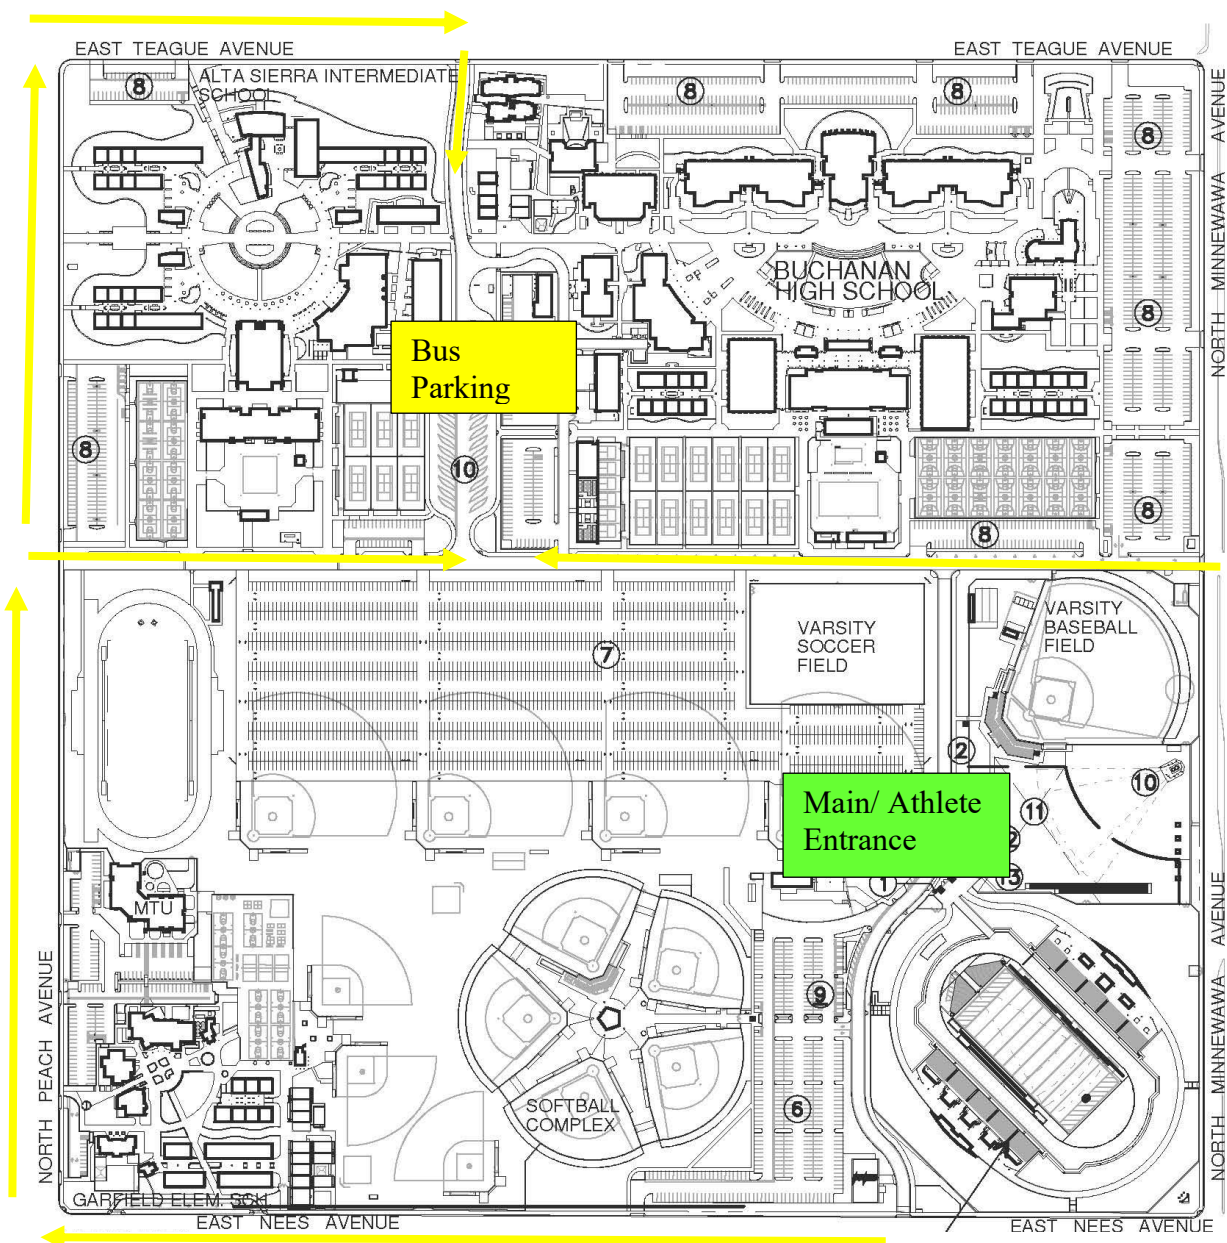 EAST TEAGUE AVENUE
EAST TEAGUE AVENUE
ALTA SIERRA INTERMEDIATE
SCHOOL
8
8
8
8
NORTH MINNEWAWA AVENUE
BUCHANAN
HIGH SCHOOL
8
Bus
Parking
8
10
8
8
7
VARSITY
SOCCER
FIELD
VARSITY
BASEBALL
FIELD
12
10
11
Main/ Athlete
Entrance
1
13
MTU
NORTH PEACH AVENUE
NORTH MINNEWAWA AVENUE
9
6
SOFTBALL
COMPLEX
GARFIELD ELEM. SCH.
EAST NEES AVENUE
EAST NEES AVENUE